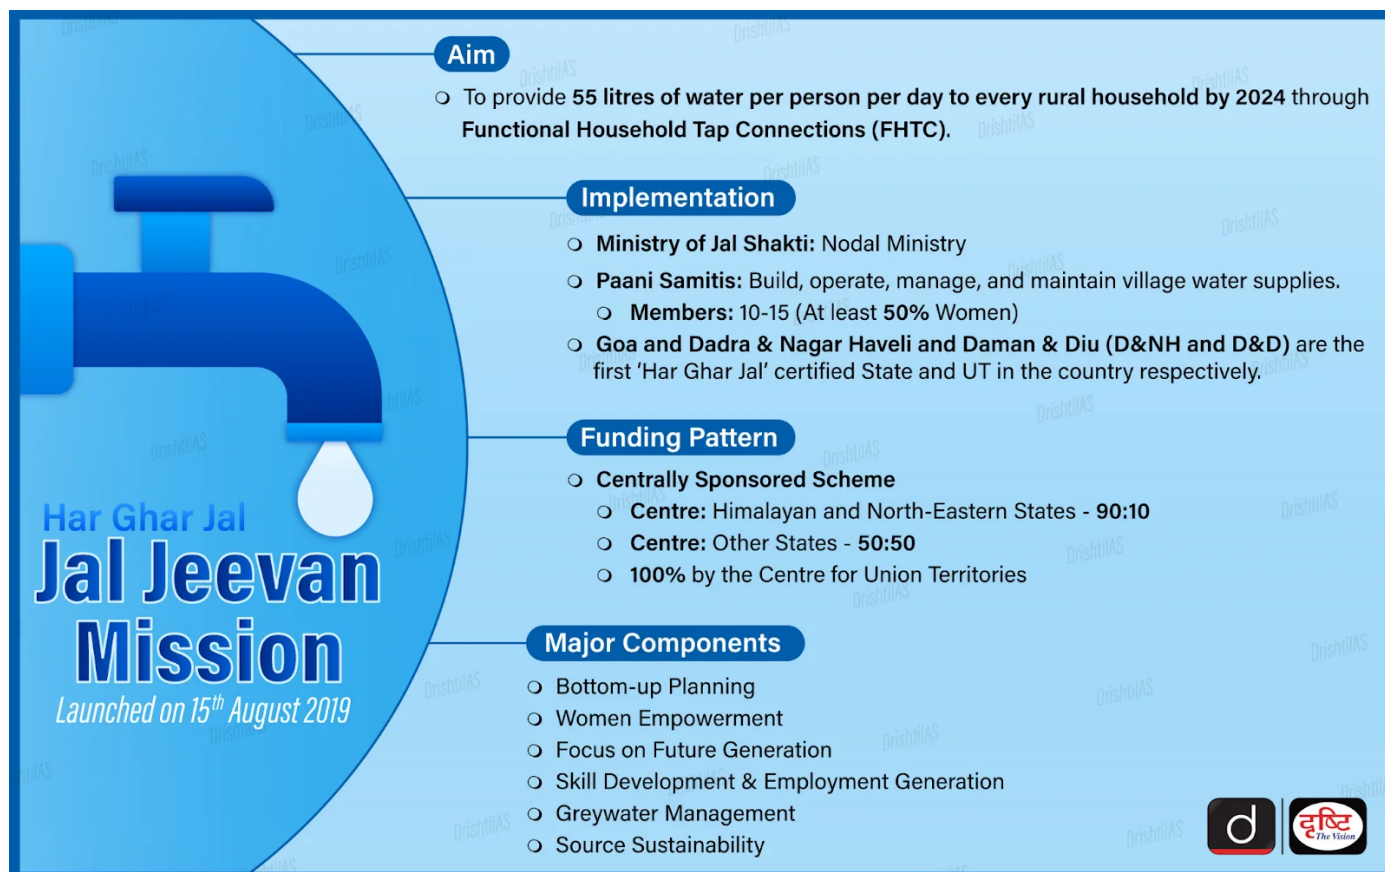 Aim
To provide 55 litres of water per person per day to every rural household by 2024 through
Functional Household Tap Connections (FHTC).
Implementation
Ministry of Jal Shakti: Nodal Ministry
Paani Samitis: Build, operate, manage, and maintain village water supplies.
Members: 10-15 (At least 50% Women)
Goa and Dadra & Nagar Haveli and Daman & Diu (D&NH and D&D) are the
first 'Har Ghar Jal' certified State and UT in the country respectively.
Funding Pattern
Centrally Sponsored Scheme
Centre: Himalayan and North-Eastern States - 90:10
Centre: Other States - 50:50
100% by the Centre for Union Territories
Har Ghar Jal
Jal Jeevan
Mission
Launched on 15th August 2019
Major Components
Bottom-up Planning
Women Empowerment
Focus on Future Generation
Skill Development & Employment Generation
Greywater Management
Source Sustainability
d
दृष्टि
The Vision
DrishtiIAS